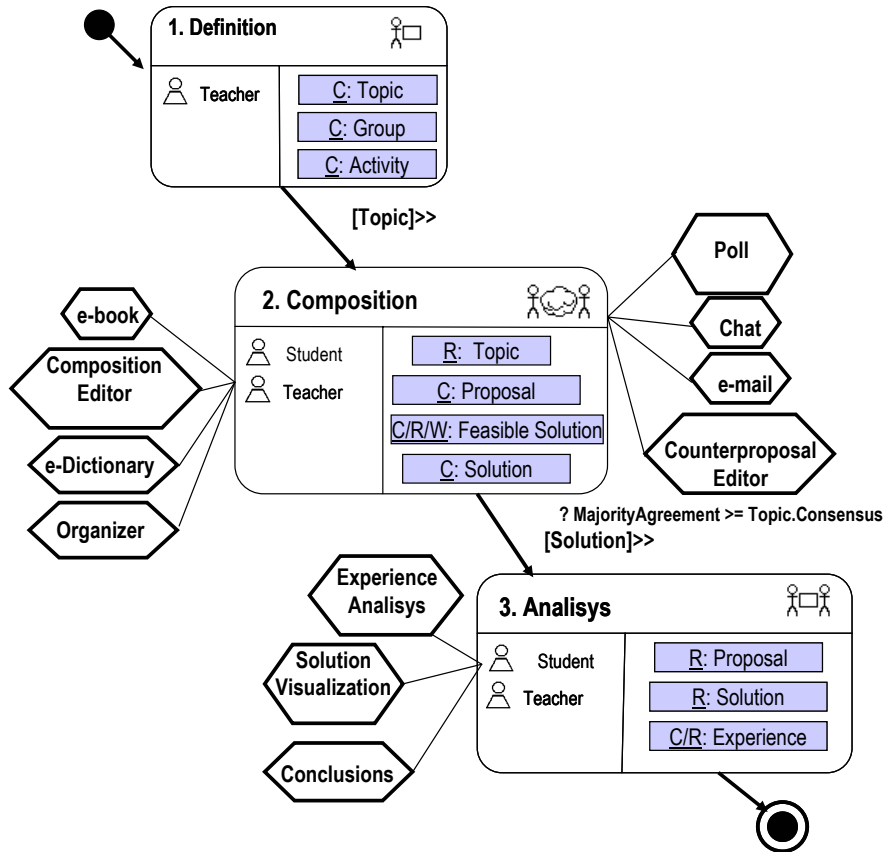 1. Definition
Teacher
C: Topic
C: Group
C: Activity
[Topic]>>
2. Composition
Student
Teacher
R: Topic
C: Proposal
C/R/W: Feasible Solution
C: Solution
e-book
Composition
Editor
e-Dictionary
Organizer
Poll
Chat
e-mail
Counterproposal
Editor
? MajorityAgreement >= Topic.Consensus
[Solution]>>
3. Analisys
Student
Teacher
R: Proposal
R: Solution
C/R: Experience
Experience
Analisys
Solution
Visualization
Conclusions